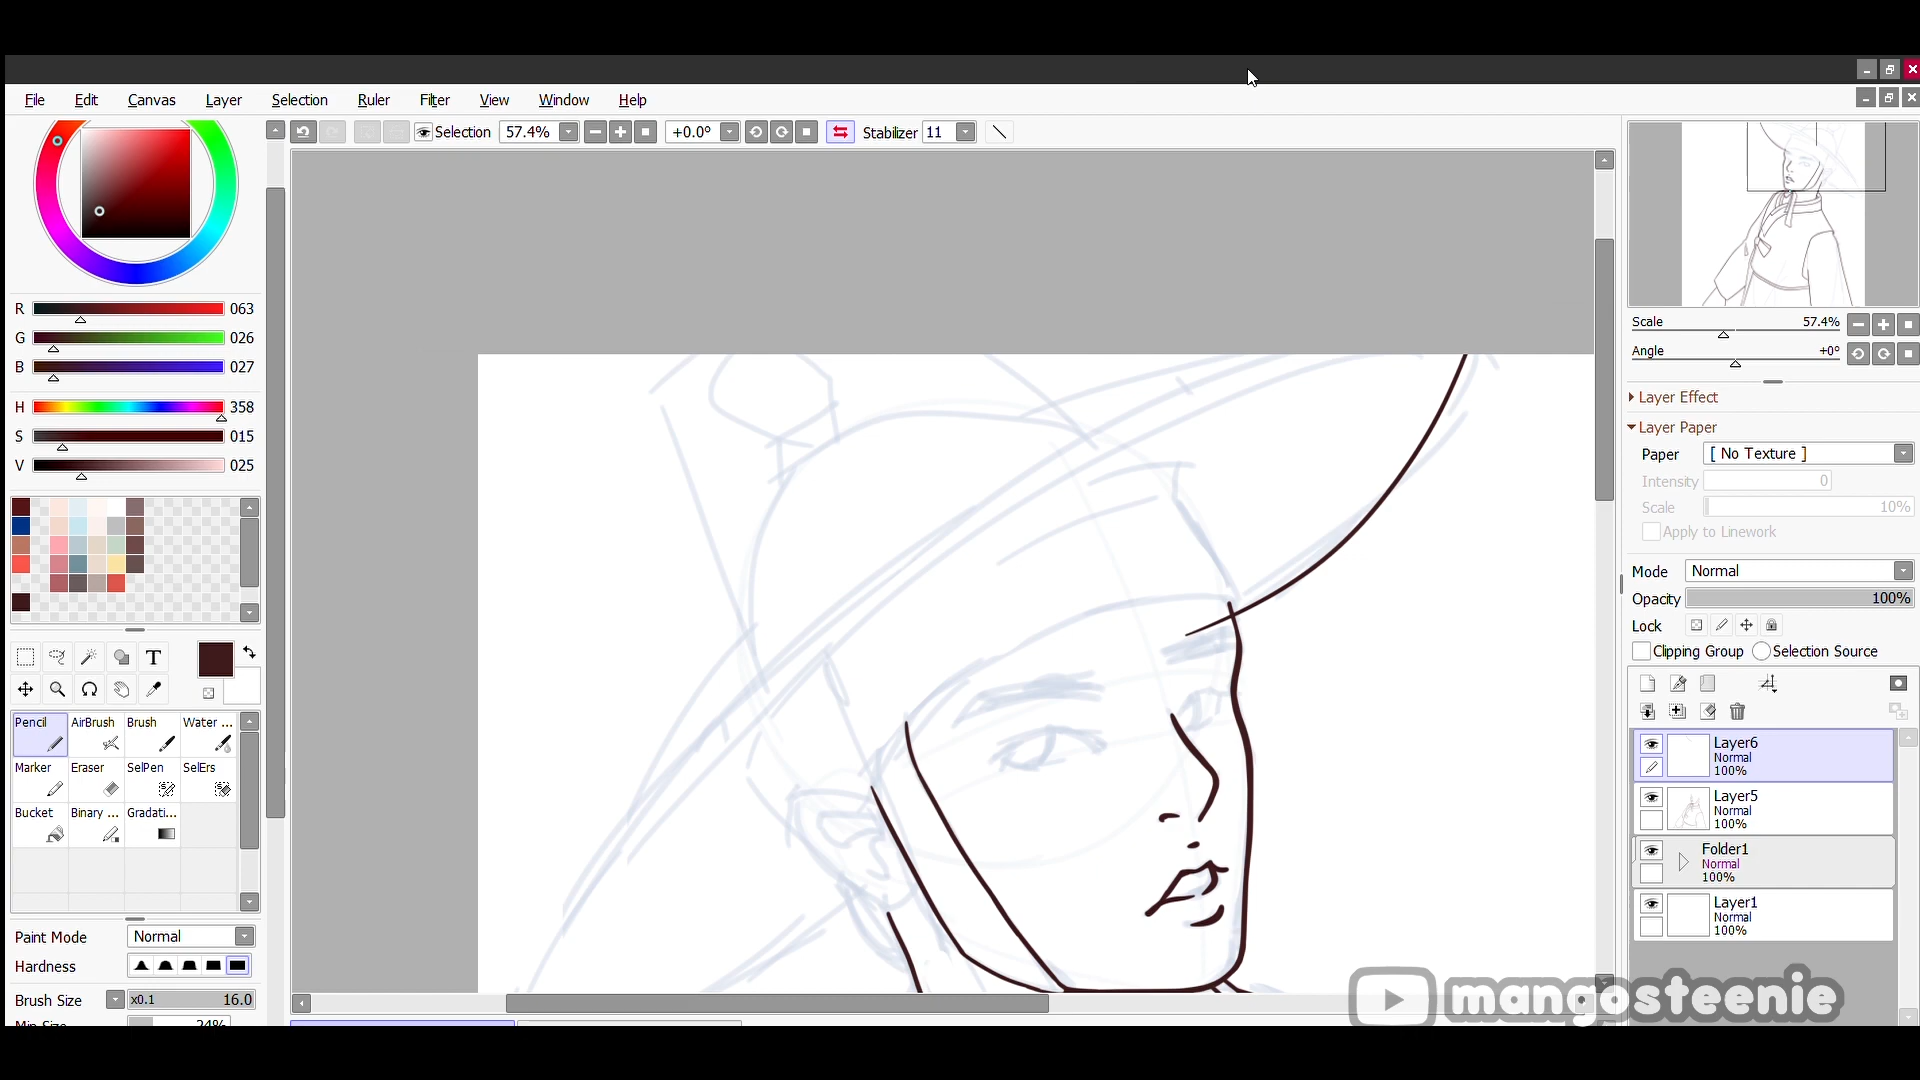 File Edit Canvas Layer Selection Ruler Filter View Window Help
Selection 57.4% +0.0° Stabilizer 11
R 063
G 026
B 027
H 358
S 015
V 025
T
Pencil AirBrush Brush Water ...
Marker Eraser SelPen SelErs
Bucket Binary ... Gradati...
Paint Mode Normal
Hardness
Brush Size x0.1 16.0
Min Size 24%
Scale 57.4%
Angle +0°
Layer Effect
Layer Paper
Paper [ No Texture ]
Intensity 0
Scale 10%
Apply to Linework
Mode Normal
Opacity 100%
Lock
Clipping Group Selection Source
Layer6
Normal
100%
Layer5
Normal
100%
Folder1
Normal
100%
Layer1
Normal
100%
mangosteenie